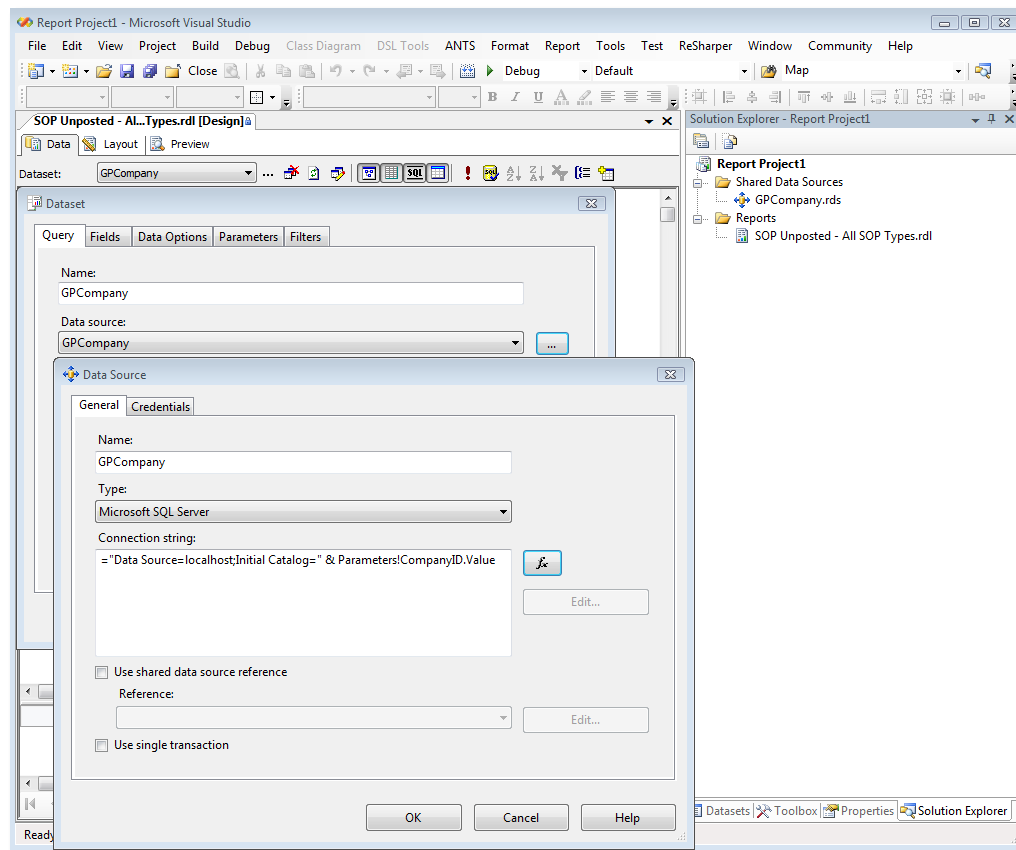 Report Project1 - Microsoft Visual Studio
File Edit View Project Build Debug Class Diagram DSL Tools ANTS Format Report Tools Test ReSharper Window Community Help
Close Debug Default Map
B I U A
SOP Unposted - Al...Types.rdl [Design]
Data Layout Preview
Dataset: GPCompany ... SQL
Dataset
Query Fields Data Options Parameters Filters
Name:
GPCompany
Data source:
GPCompany ...
Data Source
General Credentials
Name:
GPCompany
Type:
Microsoft SQL Server
Connection string:
="Data Source=localhost;Initial Catalog=" & Parameters!CompanyID.Value
fx
Edit...
Use shared data source reference
Reference:
Edit...
Use single transaction
OK Cancel Help
Ready
Solution Explorer - Report Project1
Report Project1
Shared Data Sources
GPCompany.rds
Reports
SOP Unposted - All SOP Types.rdl
Datasets Toolbox Properties Solution Explorer